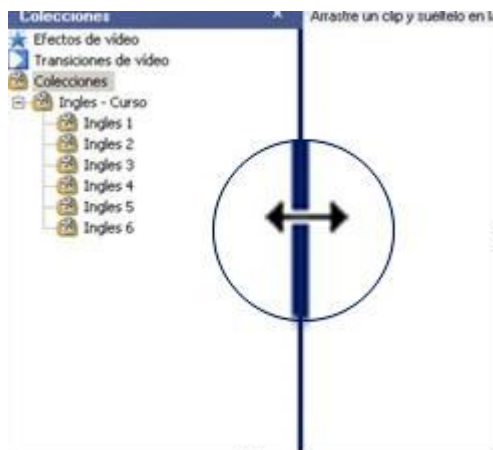 Colecciones × Arrastre un clip y suéltelo en l
Efectos de vídeo
Transiciones de vídeo
Colecciones
Ingles - Curso
Ingles 1
Ingles 2
Ingles 3
Ingles 4
Ingles 5
Ingles 6